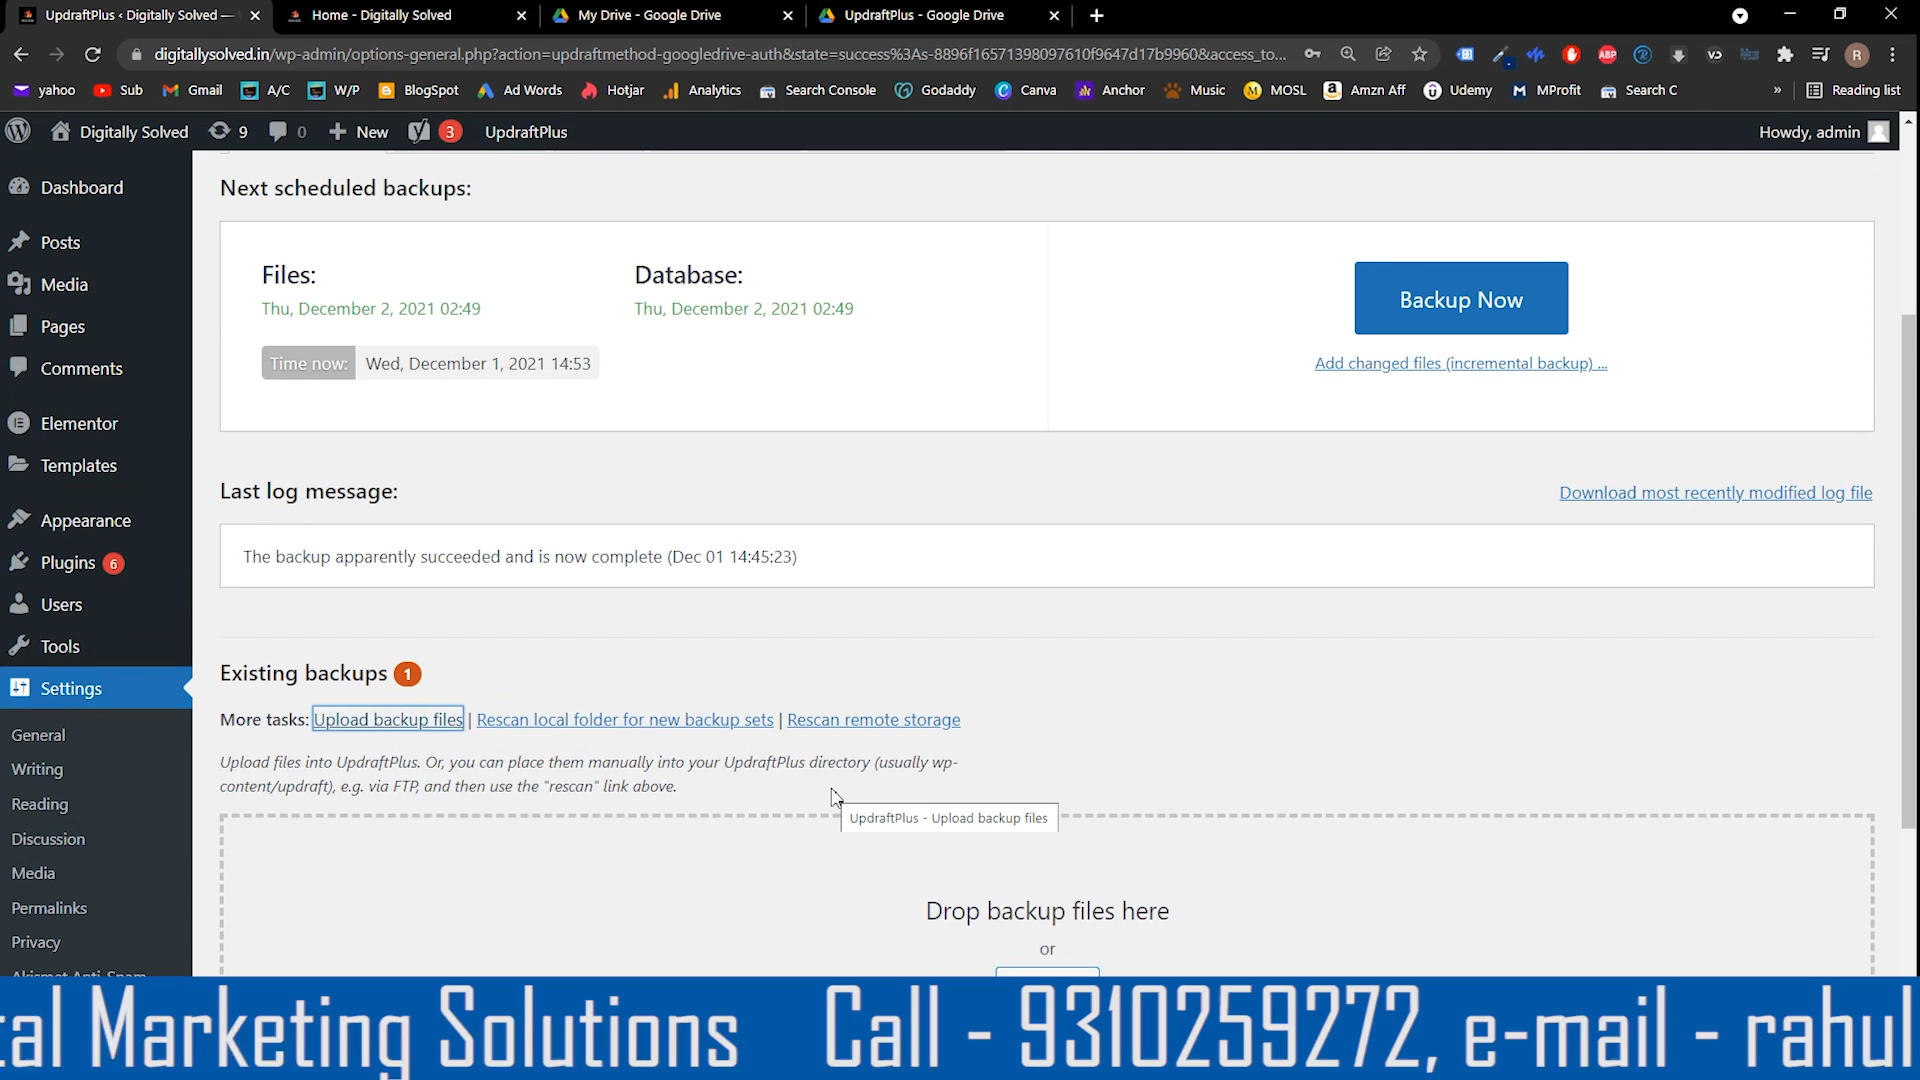 UpdraftPlus ‹ Digitally Solved —
Home - Digitally Solved
My Drive - Google Drive
UpdraftPlus - Google Drive
digitallysolved.in/wp-admin/options-general.php?action=updraftmethod-googledrive-auth&state=success%3As-8896f16571398097610f9647d17b9960&access_to...
yahoo
Sub
Gmail
A/C
W/P
BlogSpot
Ad Words
Hotjar
Analytics
Search Console
Godaddy
Canva
Anchor
Music
MOSL
Amzn Aff
Udemy
MProfit
Search C
»
Reading list
Digitally Solved
9
0
New
3
UpdraftPlus
Howdy, admin
Dashboard
Posts
Media
Pages
Comments
Elementor
Templates
Appearance
Plugins 6
Users
Tools
Settings
General
Writing
Reading
Discussion
Media
Permalinks
Privacy
Akismet Anti-Spam
Next scheduled backups:
Files:
Thu, December 2, 2021 02:49
Database:
Thu, December 2, 2021 02:49
Time now: Wed, December 1, 2021 14:53
Backup Now
Add changed files (incremental backup) ...
Last log message:
Download most recently modified log file
The backup apparently succeeded and is now complete (Dec 01 14:45:23)
Existing backups 1
More tasks: Upload backup files | Rescan local folder for new backup sets | Rescan remote storage
Upload files into UpdraftPlus. Or, you can place them manually into your UpdraftPlus directory (usually wp-
content/updraft), e.g. via FTP, and then use the "rescan" link above.
UpdraftPlus - Upload backup files
Drop backup files here
or
tal Marketing Solutions Call - 9310259272, e-mail - rahul